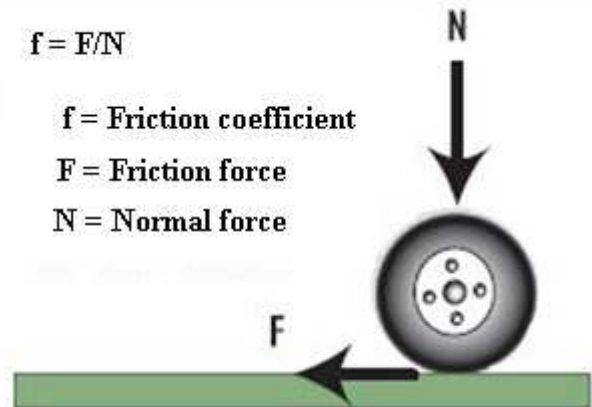 f = F/N
N
f = Friction coefficient
F = Friction force
N = Normal force
F